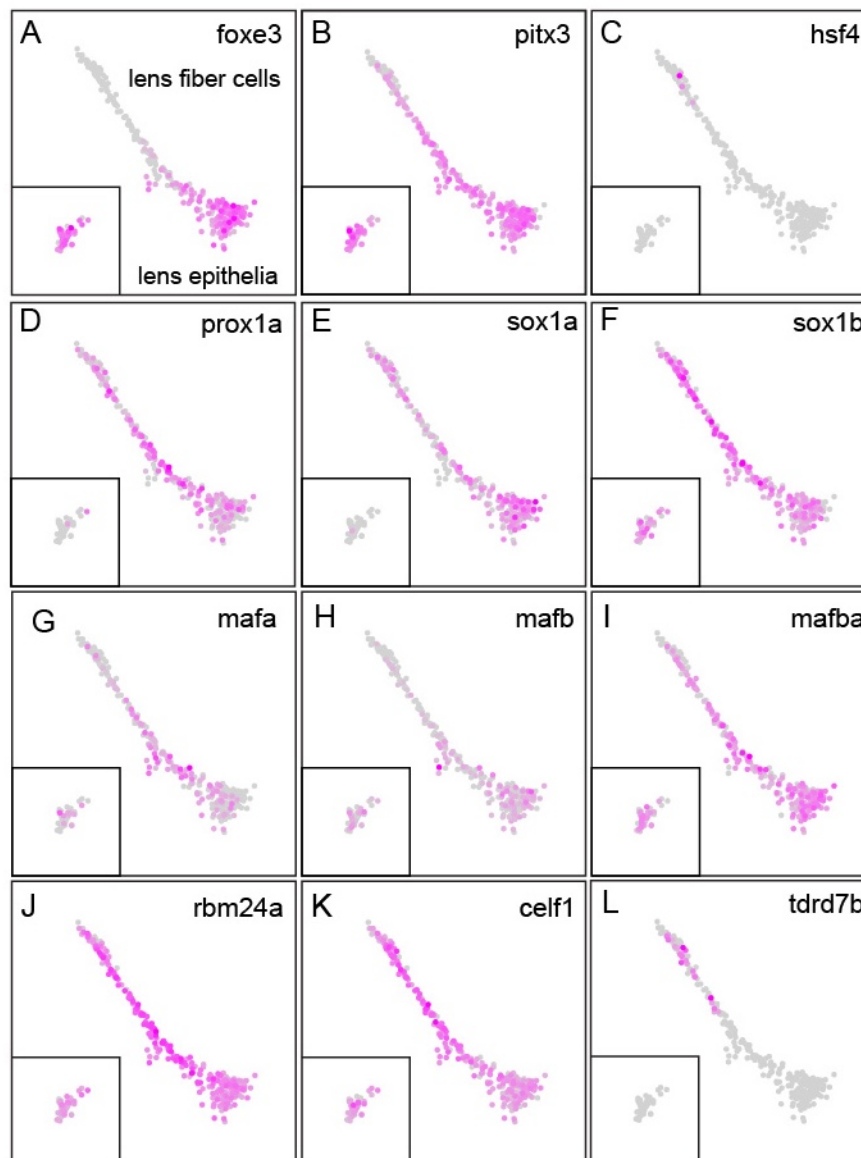 A foxe3
lens fiber cells
lens epithelia
B pitx3
C hsf4
D prox1a
E sox1a
F sox1b
G mafa
H mafb
I mafba
J rbm24a
K celf1
L tdrd7b